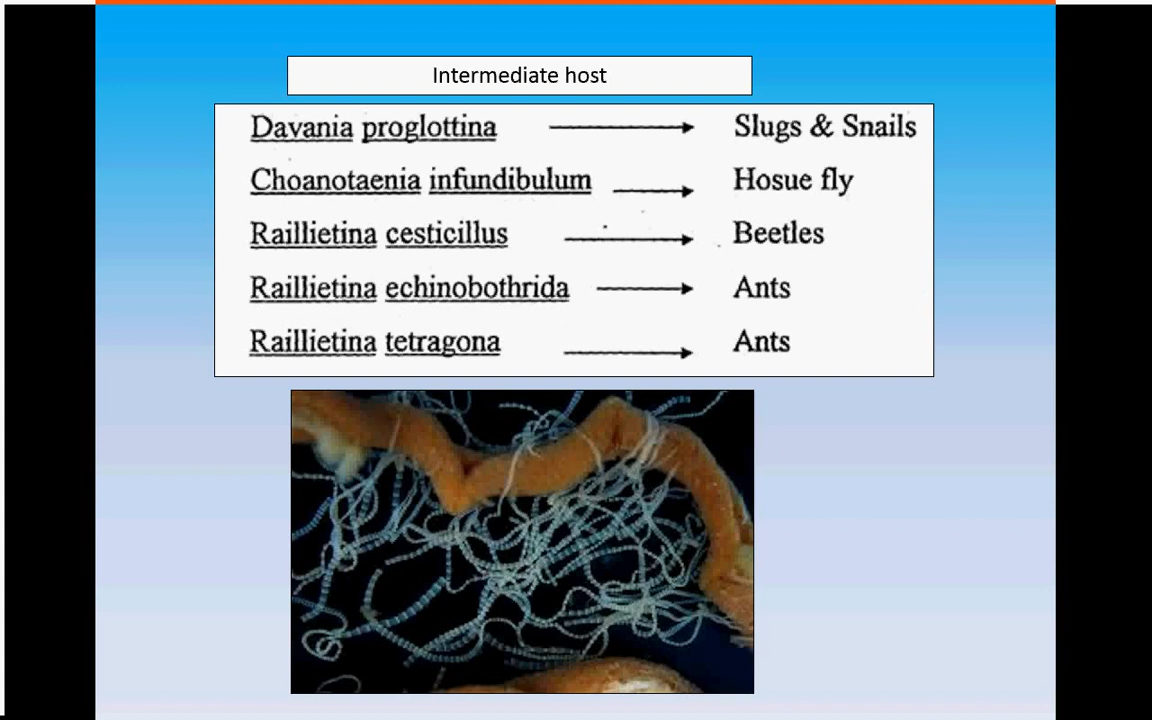 Intermediate host
Davania proglottina → Slugs & Snails
Choanotaenia infundibulum → Hosue fly
Raillietina cesticillus → Beetles
Raillietina echinobothrida → Ants
Raillietina tetragona → Ants